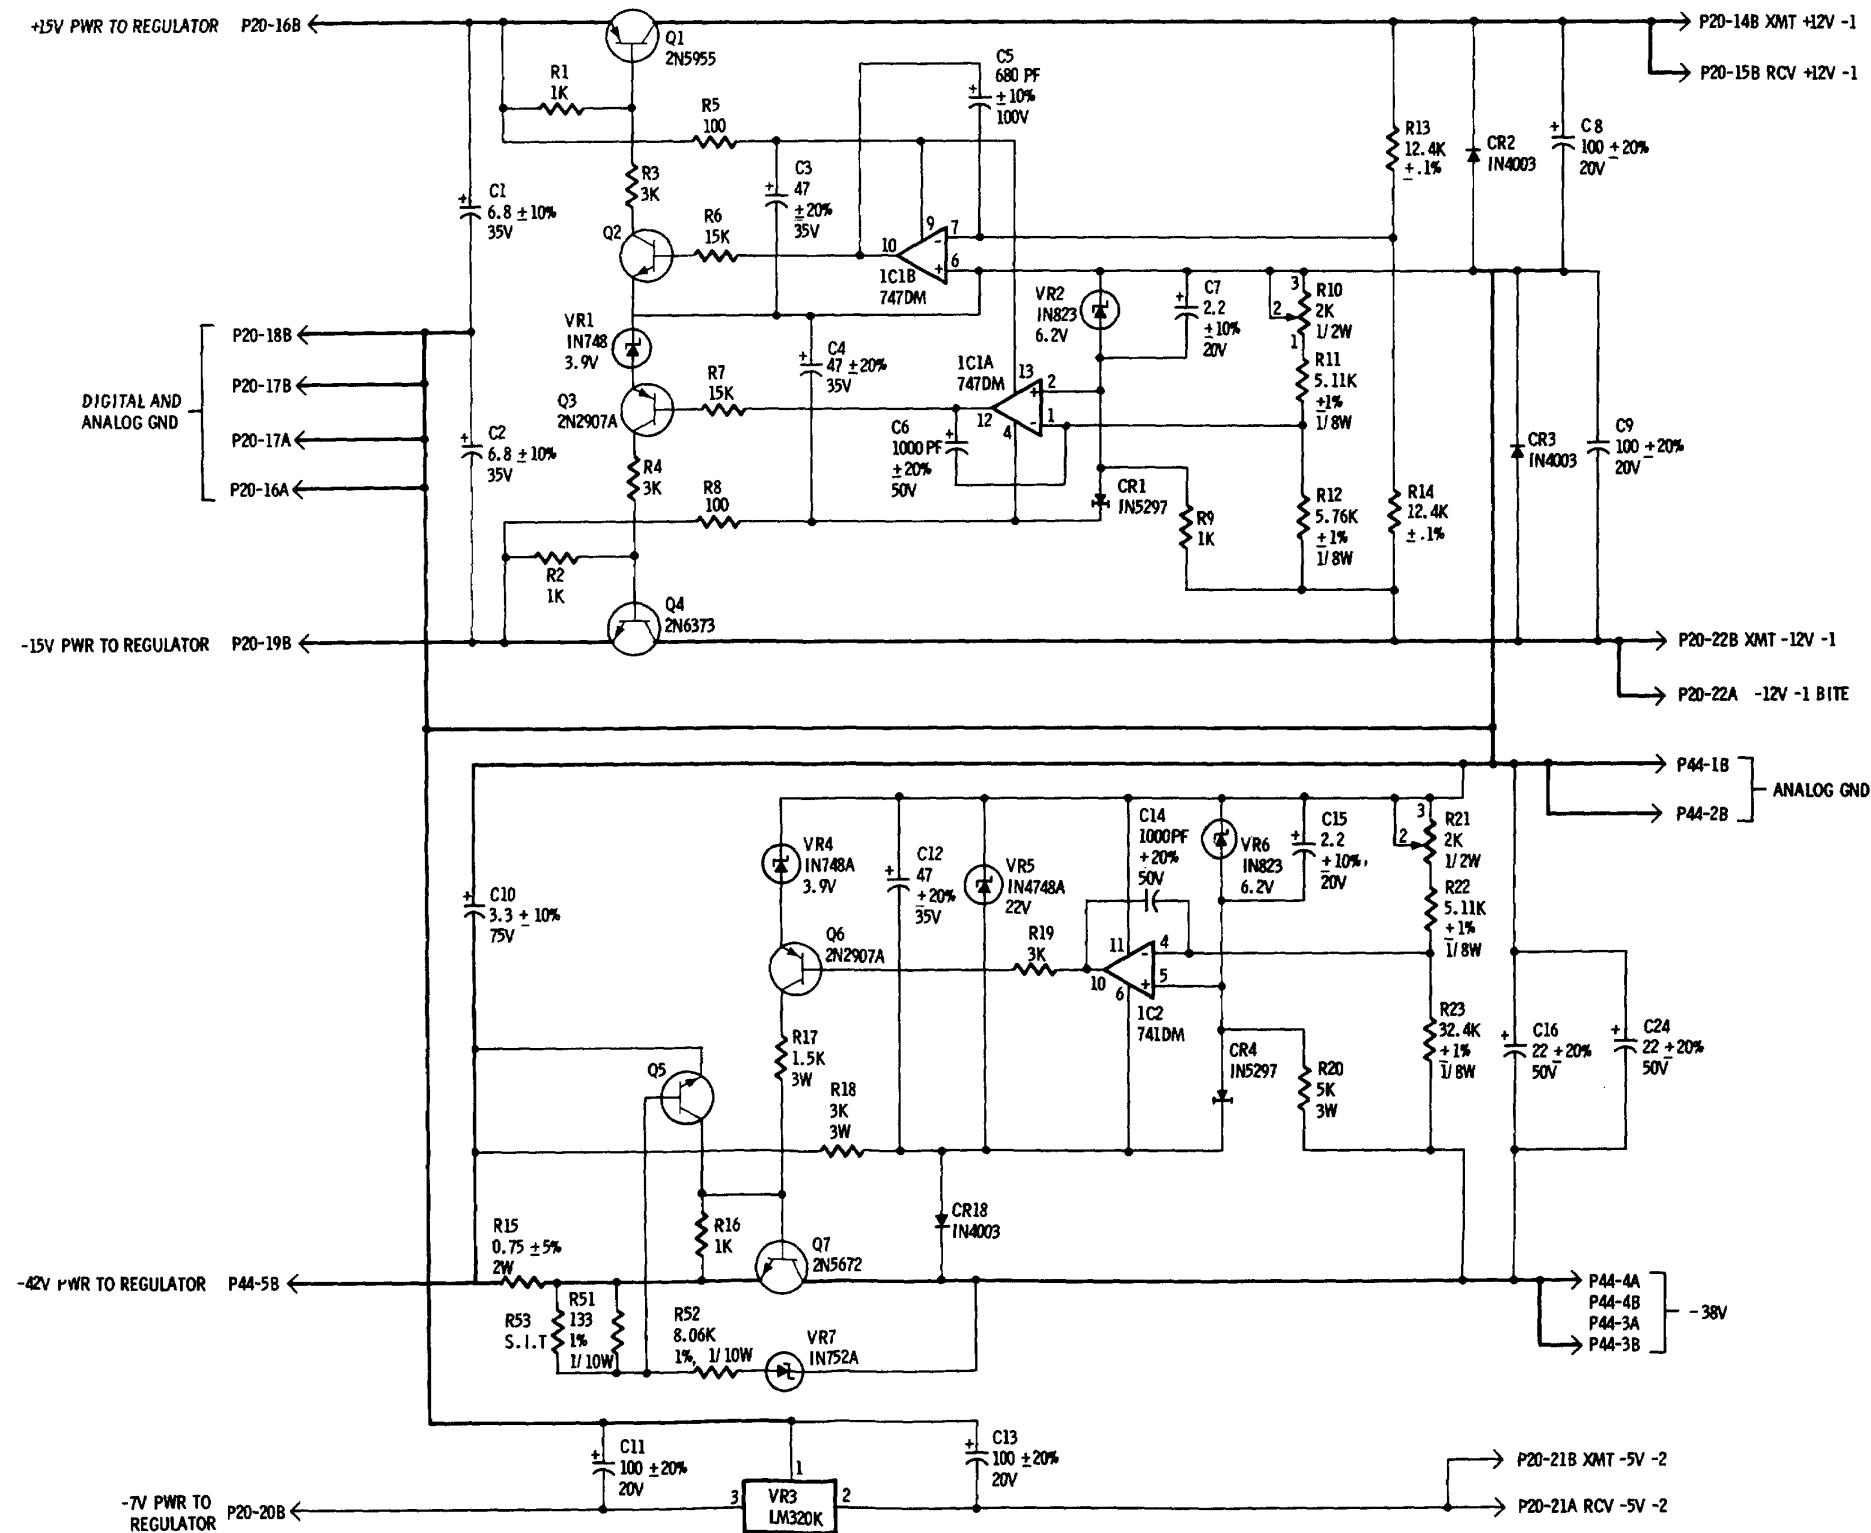 +15V PWR TO REGULATOR P20-16B
Q1
2N5955
P20-14B XMT +12V -1
P20-15B RCV +12V -1
R1
1K
R5
100
C5
680 PF
+
±10%
100V
R13
12.4K
±.1%
CR2
IN4003
+
C8
100 ±20%
20V
+
C1
6.8 ±10%
35V
R3
3K
+
C3
47
±20%
35V
Q2
R6
15K
10
9
7
-
6
+
1C1B
747DM
VR2
IN823
6.2V
+
C7
2.2
±10%
20V
3
2
1
R10
2K
1/2W
VR1
IN748
3.9V
+
C4
47 ±20%
35V
R11
5.11K
±1%
1/8W
DIGITAL AND
ANALOG GND
P20-18B
P20-17B
P20-17A
P20-16A
+
C2
6.8 ±10%
35V
Q3
2N2907A
R7
15K
1C1A
747DM
13
2
+
12
1
-
4
C6
1000 PF
±20%
50V
+
CR3
IN4003
+
C9
100 ±20%
20V
R4
3K
R8
100
CR1
IN5297
R9
1K
R12
5.76K
±1%
1/8W
R14
12.4K
±.1%
R2
1K
Q4
2N6373
-15V PWR TO REGULATOR P20-19B
P20-22B XMT -12V -1
P20-22A -12V -1 BITE
P44-1B
P44-2B
ANALOG GND
+
C10
3.3 ±10%
75V
VR4
IN748A
3.9V
+
C12
47
±20%
35V
VR5
IN4748A
22V
C14
1000PF
+20%
50V
VR6
IN823
6.2V
+
C15
2.2
±10%,
20V
3
2
R21
2K
1/2W
R22
5.11K
±1%
1/8W
Q6
2N2907A
R19
3K
11
4
-
10
5
+
6
1C2
741DM
R17
1.5K
3W
CR4
IN5297
R20
5K
3W
R23
32.4K
±1%
1/8W
+
C16
22 ±20%
50V
+
C24
22 ±20%
50V
Q5
R18
3K
3W
CR18
IN4003
R15
0.75 ±5%
2W
R16
1K
Q7
2N5672
-42V PWR TO REGULATOR P44-5B
P44-4A
P44-4B
P44-3A
P44-3B
-38V
R53
S.I.T
R51
133
1%
1/10W
R52
8.06K
1%, 1/10W
VR7
IN752A
+
C11
100 ±20%
20V
+
C13
100 ±20%
20V
1
3
VR3
LM320K
2
-7V PWR TO
REGULATOR
P20-20B
P20-21B XMT -5V -2
P20-21A RCV -5V -2